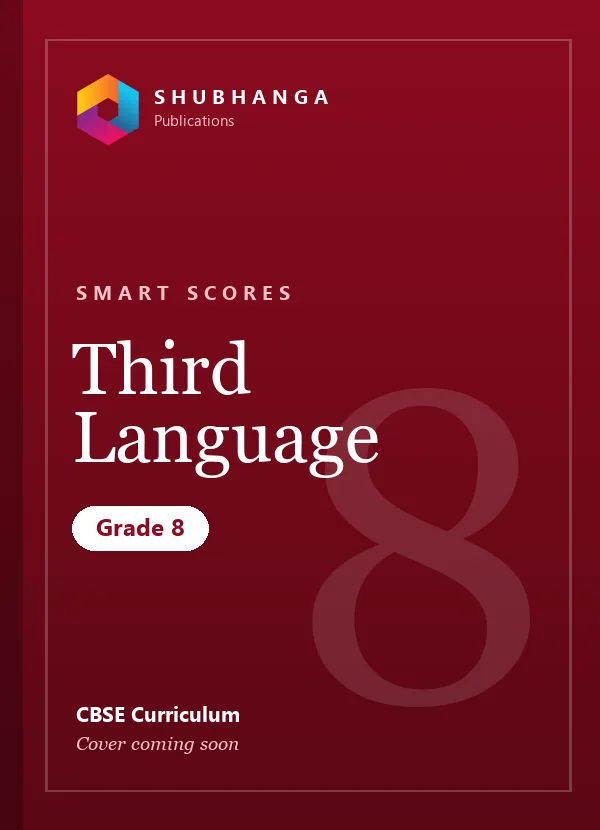 SHUBHANGA
Publications
SMART SCORES
Third
Language
8
Grade 8
CBSE Curriculum
Cover coming soon